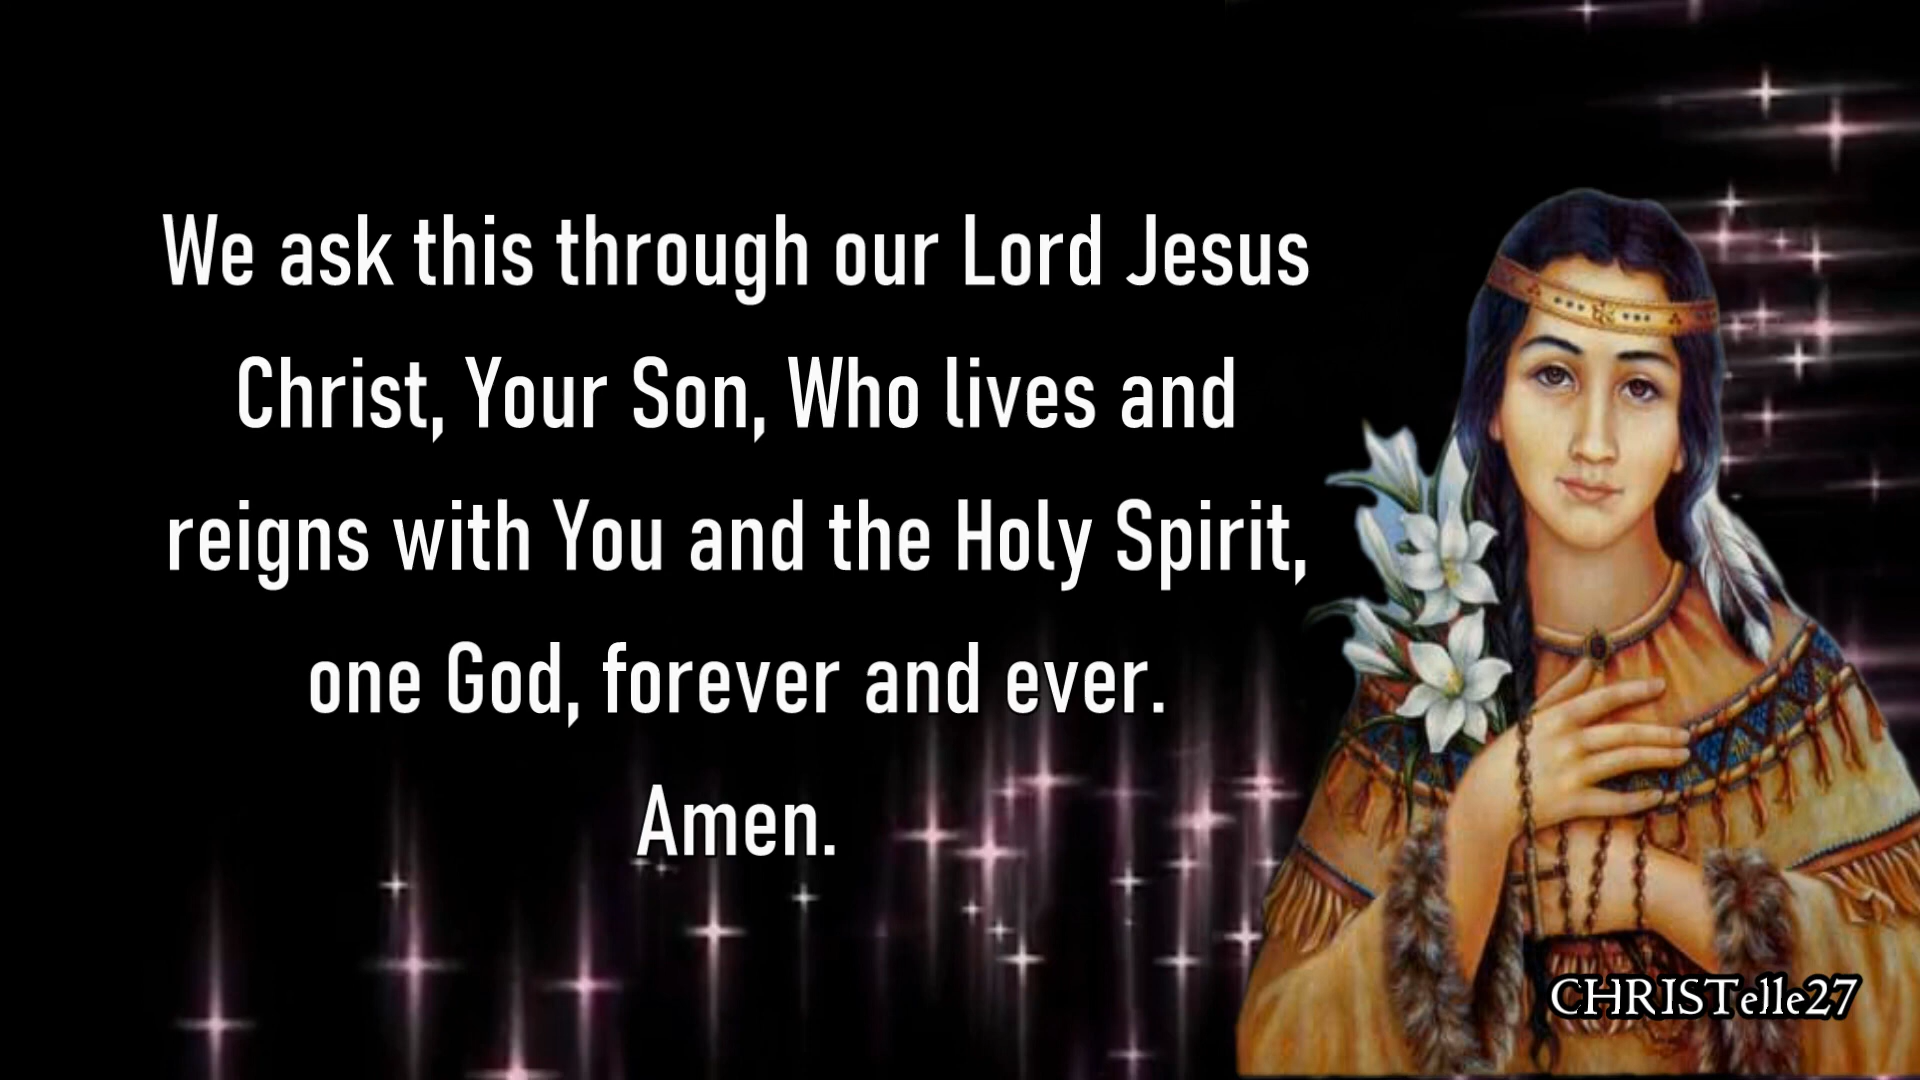 We ask this through our Lord Jesus
Christ, Your Son, Who lives and
reigns with You and the Holy Spirit,
one God, forever and ever.
Amen.
CHRISTelle27